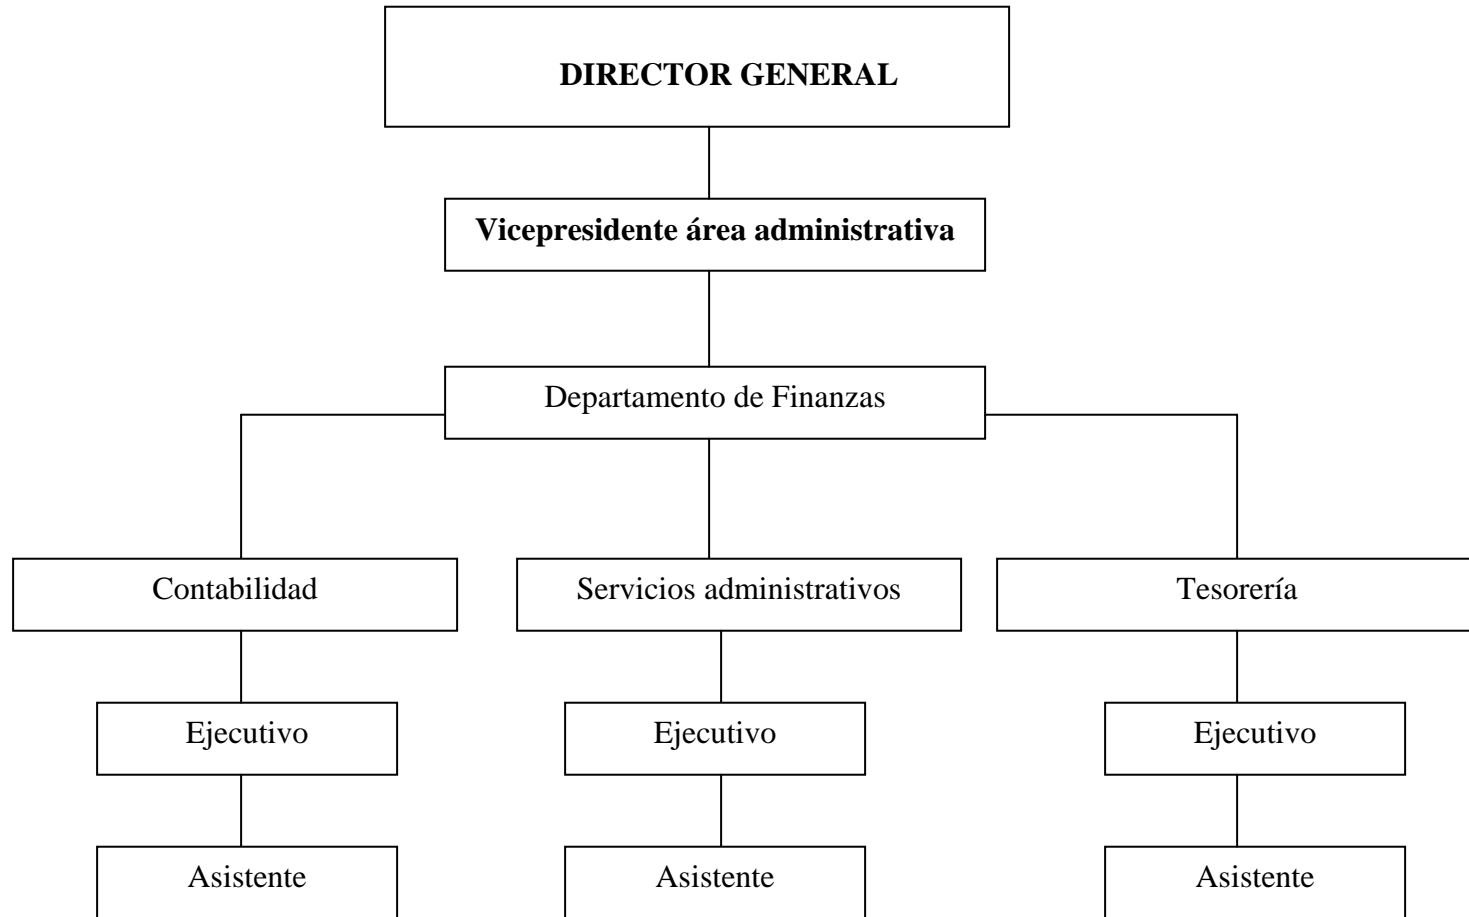 DIRECTOR GENERAL
Vicepresidente área administrativa
Departamento de Finanzas
Contabilidad
Servicios administrativos
Tesorería
Ejecutivo
Ejecutivo
Ejecutivo
Asistente
Asistente
Asistente